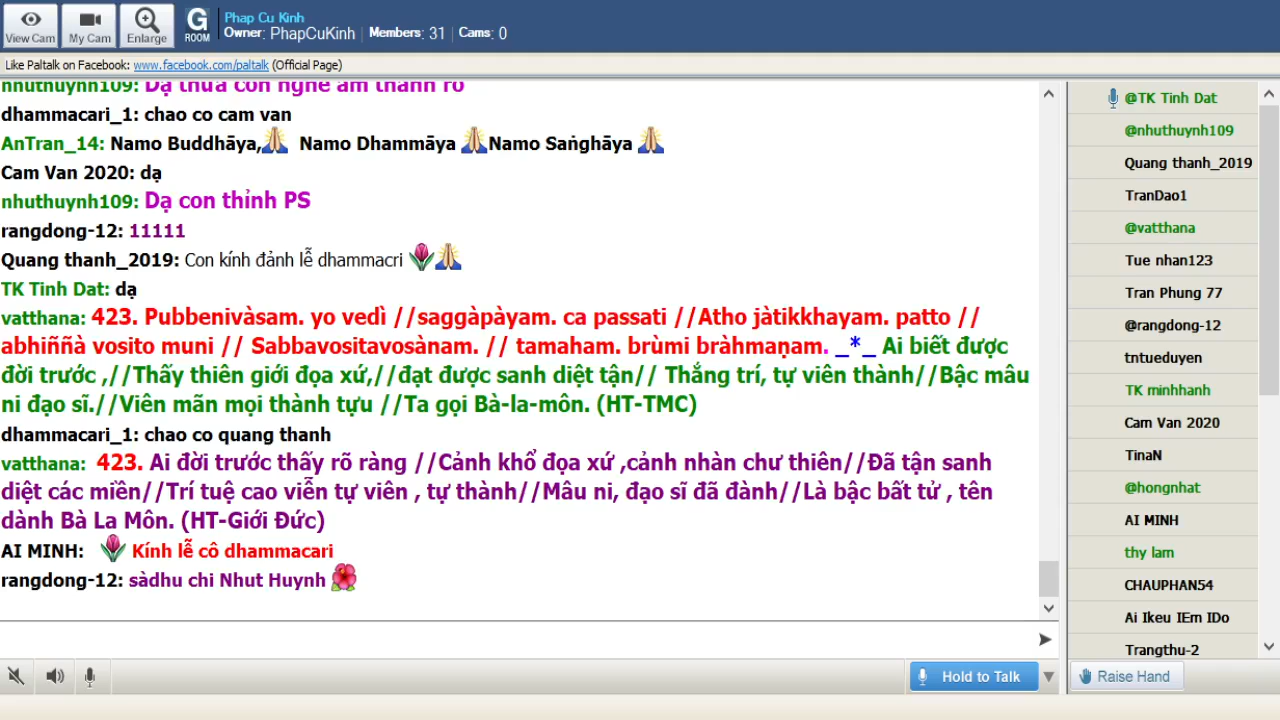 View Cam
My Cam
Enlarge
G
ROOM
Phap Cu Kinh
Owner: PhapCuKinh | Members: 31 | Cams: 0
Like Paltalk on Facebook: www.facebook.com/paltalk (Official Page)
nhuthuynh109: Dạ thưa con nghe âm thanh rõ
dhammacari_1: chao co cam van
AnTran_14: Namo Buddhāya,🙏 Namo Dhammāya 🙏Namo Saṅghāya 🙏
Cam Van 2020: dạ
nhuthuynh109: Dạ con thỉnh PS
rangdong-12: 11111
Quang thanh_2019: Con kính đảnh lễ dhammacri 🌷🙏
TK Tinh Dat: dạ
vatthana: 423. Pubbenivàsam. yo vedì //saggàpàyam. ca passati //Atho jàtikkhayam. patto //
abhiññà vosito muni // Sabbavositavosànam. // tamaham. brùmi bràhmaṇam. _*_ Ai biết được
đời trước ,//Thấy thiên giới đọa xứ,//đạt được sanh diệt tận// Thắng trí, tự viên thành//Bậc mâu
ni đạo sĩ.//Viên mãn mọi thành tựu //Ta gọi Bà-la-môn. (HT-TMC)
dhammacari_1: chao co quang thanh
vatthana: 423. Ai đời trước thấy rõ ràng //Cảnh khổ đọa xứ ,cảnh nhàn chư thiên//Đã tận sanh
diệt các miền//Trí tuệ cao viễn tự viên , tự thành//Mâu ni, đạo sĩ đã đành//Là bậc bất tử , tên
dành Bà La Môn. (HT-Giới Đức)
AI MINH: 🌷 Kính lễ cô dhammacari
rangdong-12: sàdhu chi Nhut Huynh 🌺
Hold to Talk
@TK Tinh Dat
@nhuthuynh109
Quang thanh_2019
TranDao1
@vatthana
Tue nhan123
Tran Phung 77
@rangdong-12
tntueduyen
TK minhhanh
Cam Van 2020
TinaN
@hongnhat
AI MINH
thy lam
CHAUPHAN54
Ai Ikeu IEm IDo
Trangthu-2
Raise Hand